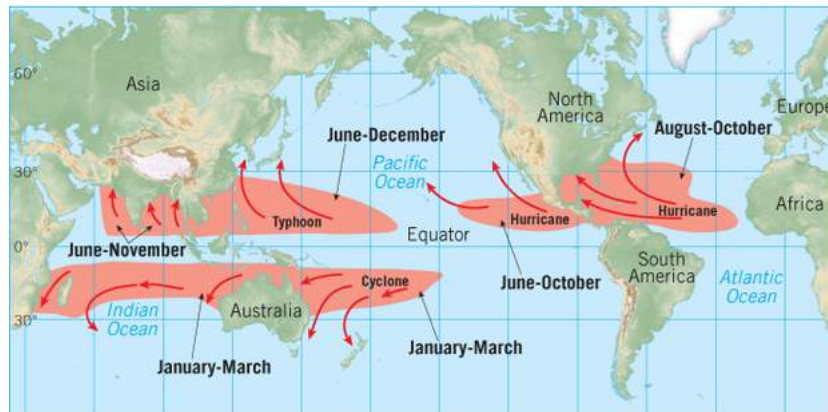 60°
30°
0°
30°
Asia
June-December
Pacific
Ocean
North
America
August-October
Europe
Typhoon
Hurricane
Hurricane
Africa
June-November
Equator
June-October
South
America
Atlantic
Ocean
Cyclone
Indian
Ocean
Australia
January-March
January-March